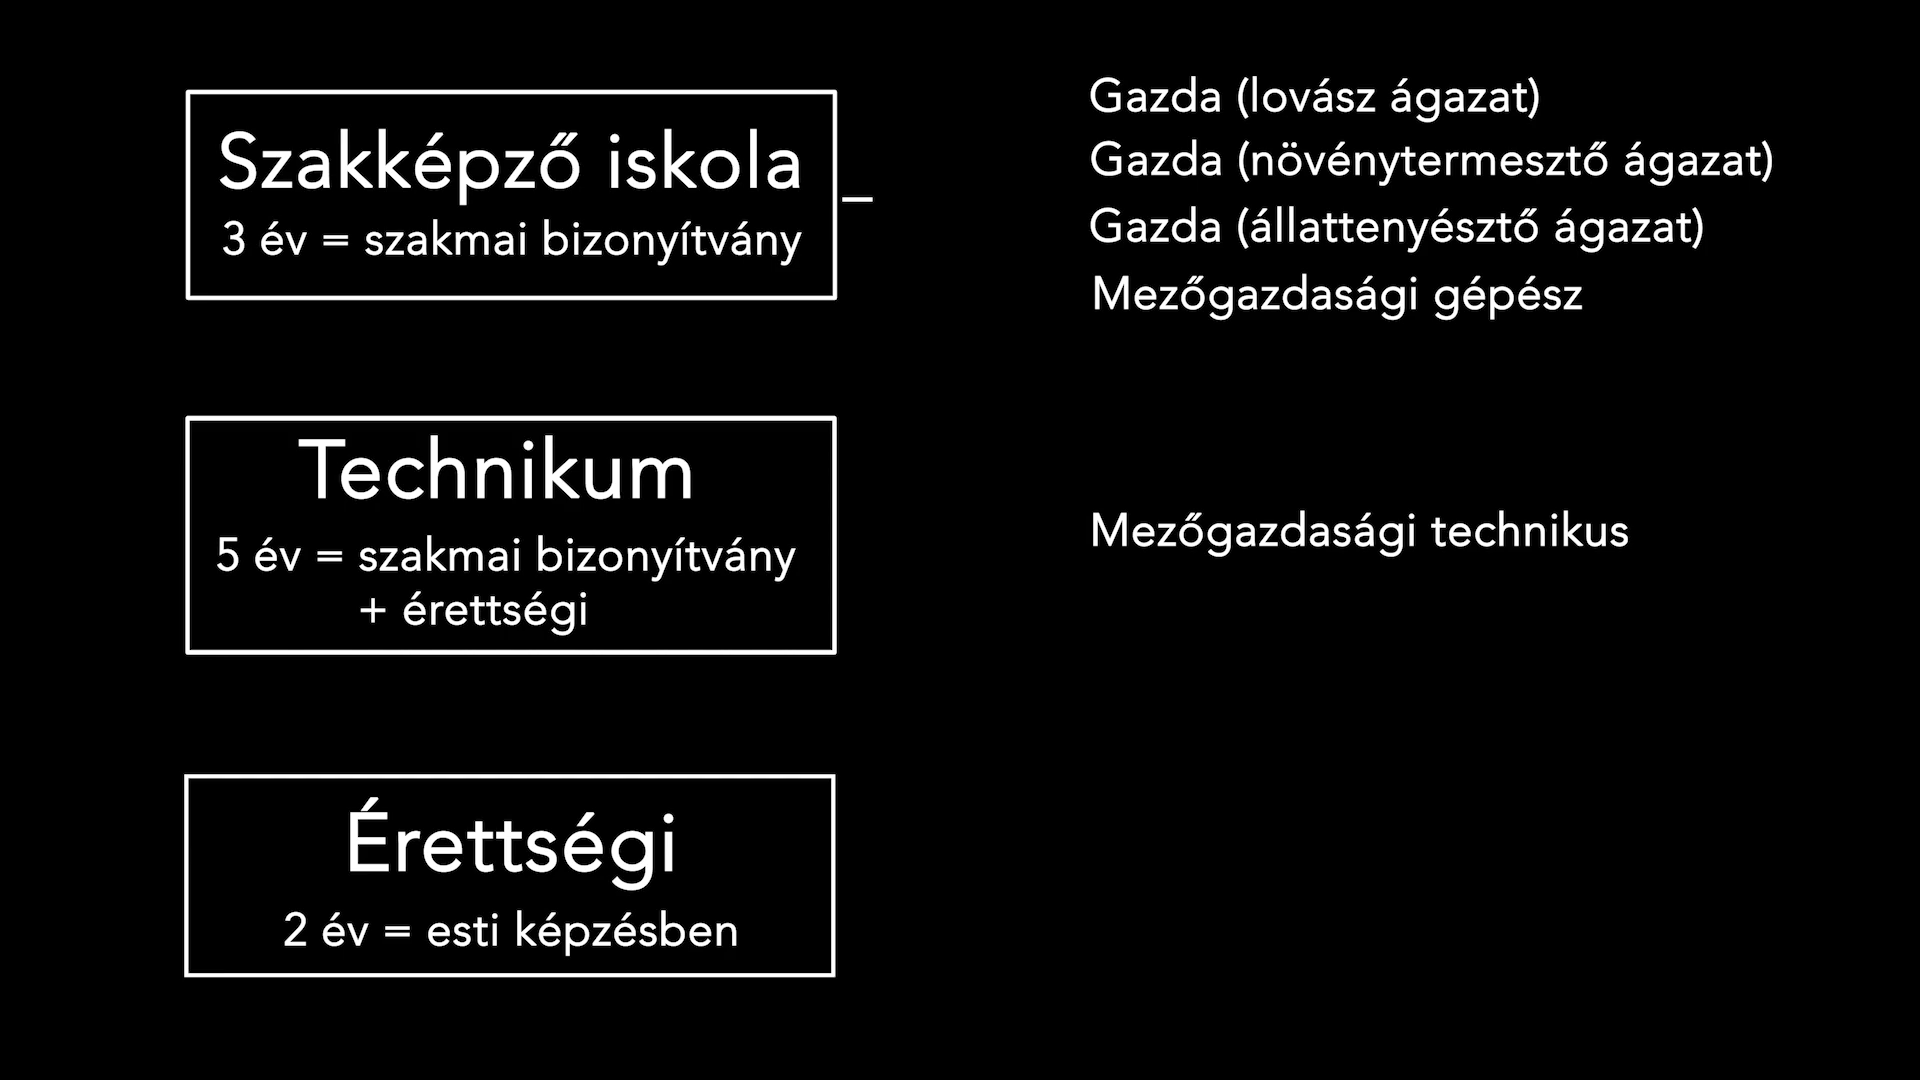 Szakképző iskola
3 év = szakmai bizonyítvány
–
Gazda (lovász ágazat)
Gazda (növénytermesztő ágazat)
Gazda (állattenyésztő ágazat)
Mezőgazdasági gépész
Technikum
5 év = szakmai bizonyítvány
+ érettségi
Mezőgazdasági technikus
Érettségi
2 év = esti képzésben